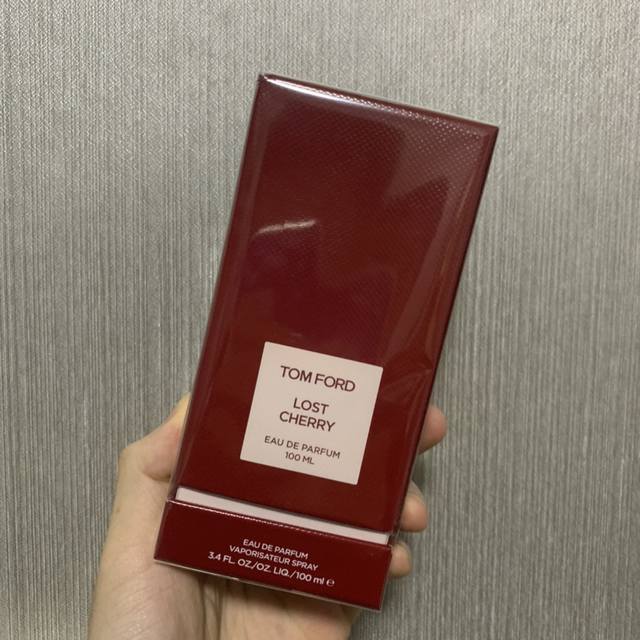 TOM FORD
LOST
CHERRY
EAU DE PARFUM
100 ML
EAU DE PARFUM
VAPORISATEUR SPRAY
3.4 FL. OZ./OZ. LIQ./100 ml ℮